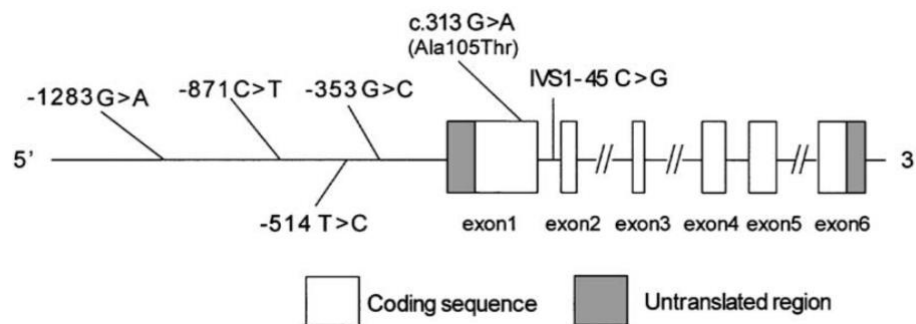 c.313 G>A
(Ala105Thr)
IVS1-45 C>G
-1283 G>A
-871 C>T
-353 G>C
5’
3
-514 T>C
exon1
exon2
exon3
exon4
exon5
exon6
Coding sequence
Untranslated region